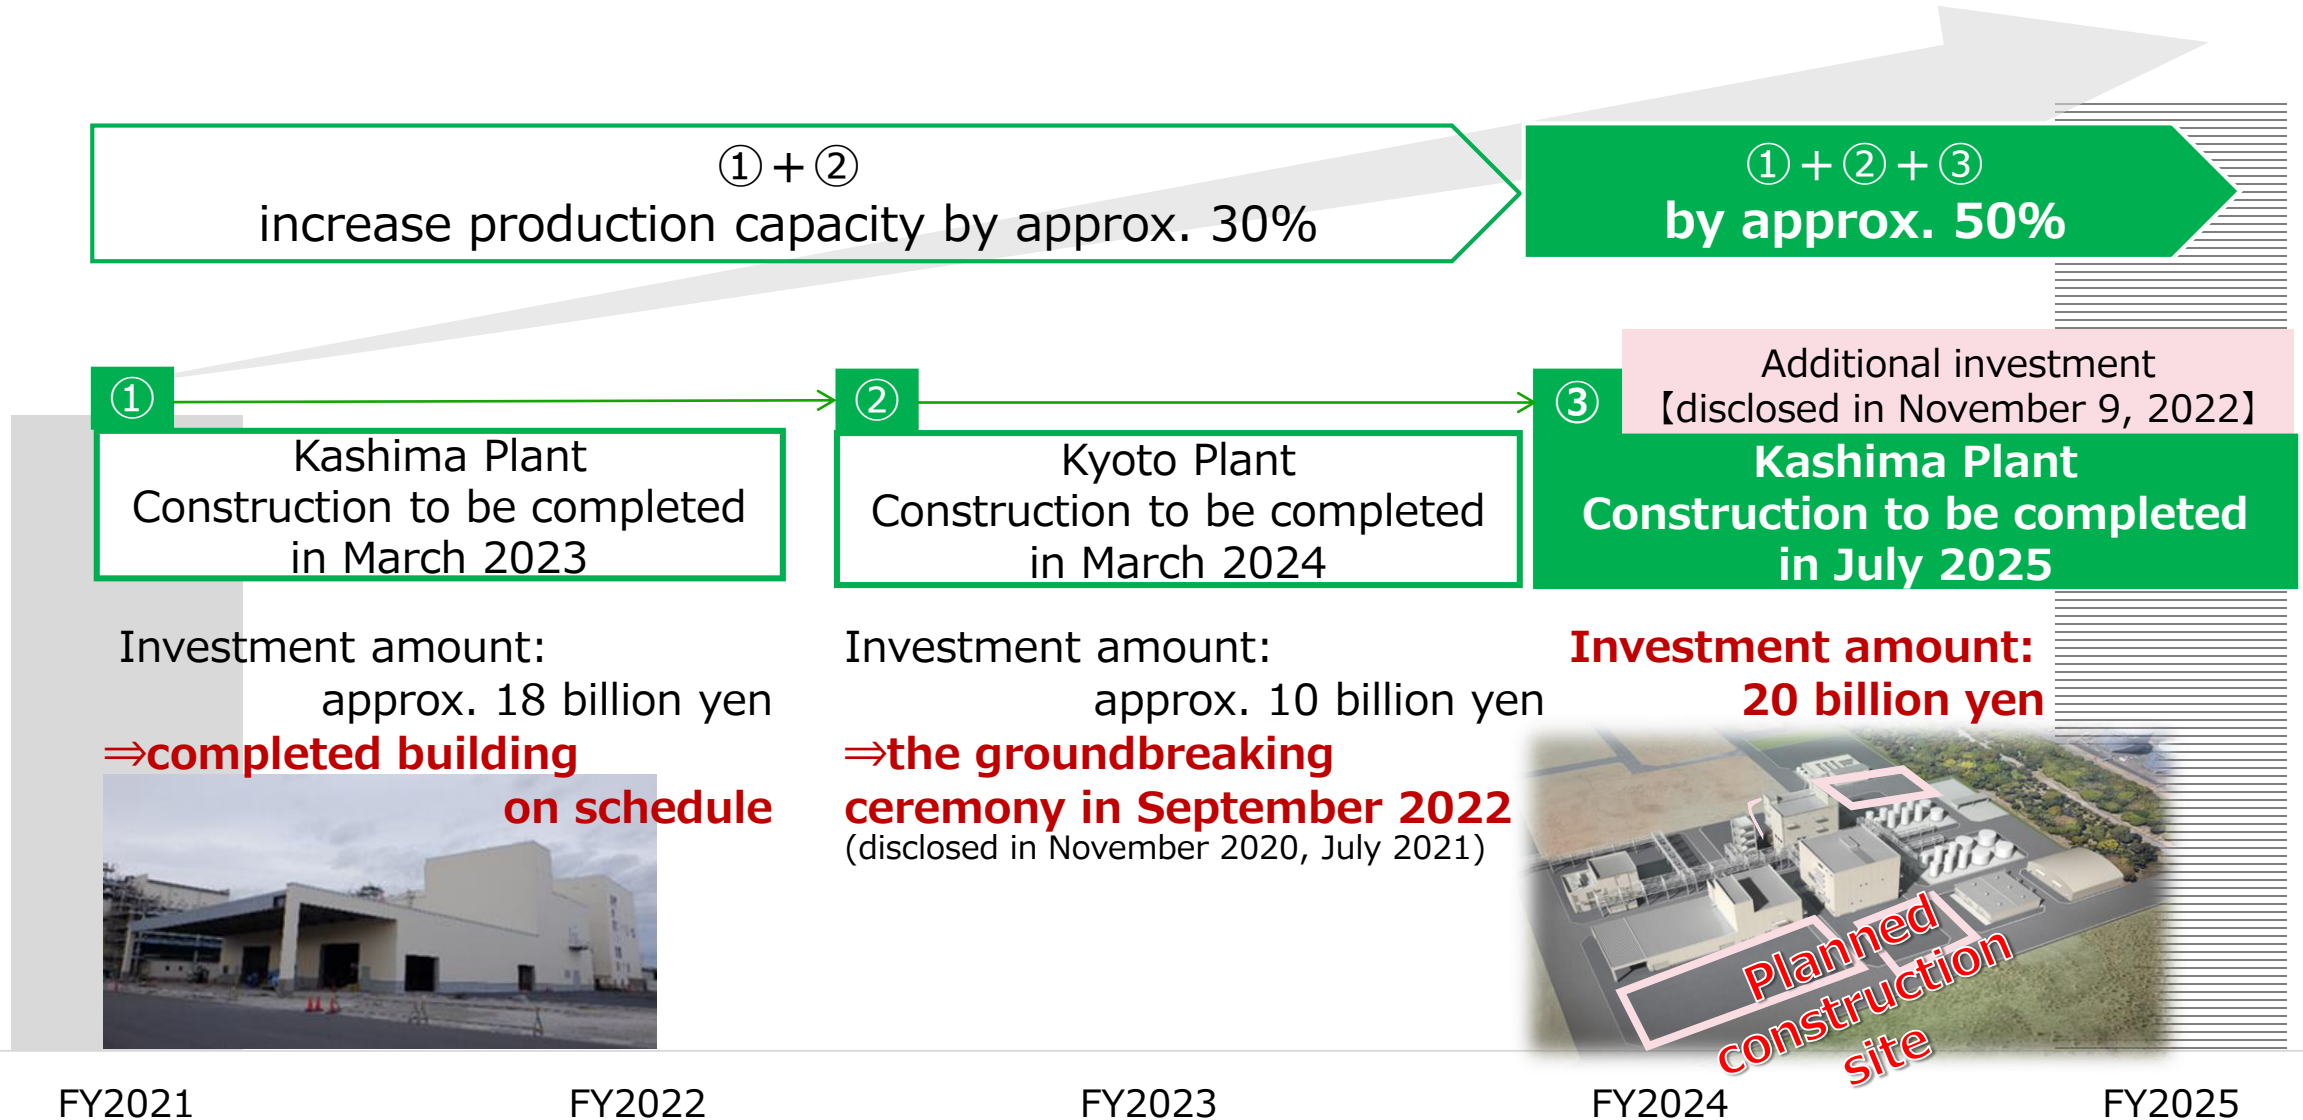 ①+②
increase production capacity by approx. 30%
①+②+③
by approx. 50%
①
Kashima Plant
Construction to be completed
in March 2023
Investment amount:
approx. 18 billion yen
⇒completed building
on schedule
②
Kyoto Plant
Construction to be completed
in March 2024
Investment amount:
approx. 10 billion yen
⇒the groundbreaking
ceremony in September 2022
(disclosed in November 2020, July 2021)
③
Additional investment
【disclosed in November 9, 2022】
Kashima Plant
Construction to be completed
in July 2025
Investment amount:
20 billion yen
Planned
construction
site
FY2021
FY2022
FY2023
FY2024
FY2025